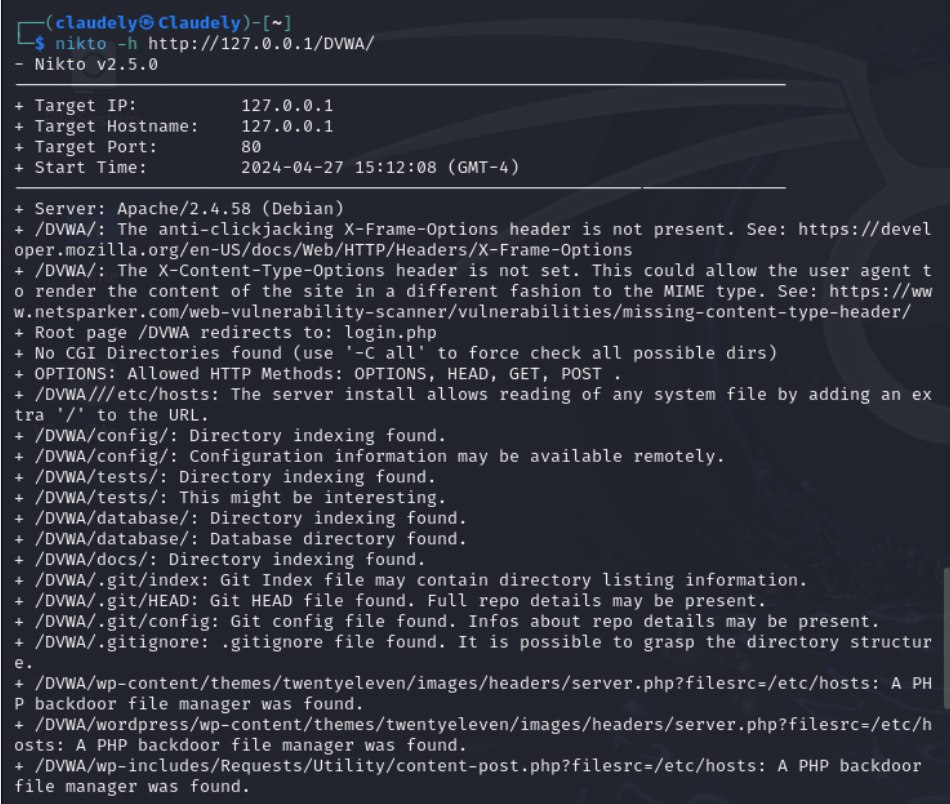 ┌──(claudely㉿Claudely)-[~]
└─$ nikto -h http://127.0.0.1/DVWA/
- Nikto v2.5.0
+ Target IP:          127.0.0.1
+ Target Hostname:    127.0.0.1
+ Target Port:        80
+ Start Time:         2024-04-27 15:12:08 (GMT-4)
+ Server: Apache/2.4.58 (Debian)
+ /DVWA/: The anti-clickjacking X-Frame-Options header is not present. See: https://devel
oper.mozilla.org/en-US/docs/Web/HTTP/Headers/X-Frame-Options
+ /DVWA/: The X-Content-Type-Options header is not set. This could allow the user agent t
o render the content of the site in a different fashion to the MIME type. See: https://ww
w.netsparker.com/web-vulnerability-scanner/vulnerabilities/missing-content-type-header/
+ Root page /DVWA redirects to: login.php
+ No CGI Directories found (use '-C all' to force check all possible dirs)
+ OPTIONS: Allowed HTTP Methods: OPTIONS, HEAD, GET, POST .
+ /DVWA///etc/hosts: The server install allows reading of any system file by adding an ex
tra '/' to the URL.
+ /DVWA/config/: Directory indexing found.
+ /DVWA/config/: Configuration information may be available remotely.
+ /DVWA/tests/: Directory indexing found.
+ /DVWA/tests/: This might be interesting.
+ /DVWA/database/: Directory indexing found.
+ /DVWA/database/: Database directory found.
+ /DVWA/docs/: Directory indexing found.
+ /DVWA/.git/index: Git Index file may contain directory listing information.
+ /DVWA/.git/HEAD: Git HEAD file found. Full repo details may be present.
+ /DVWA/.git/config: Git config file found. Infos about repo details may be present.
+ /DVWA/.gitignore: .gitignore file found. It is possible to grasp the directory structur
e.
+ /DVWA/wp-content/themes/twentyeleven/images/headers/server.php?filesrc=/etc/hosts: A PH
P backdoor file manager was found.
+ /DVWA/wordpress/wp-content/themes/twentyeleven/images/headers/server.php?filesrc=/etc/h
osts: A PHP backdoor file manager was found.
+ /DVWA/wp-includes/Requests/Utility/content-post.php?filesrc=/etc/hosts: A PHP backdoor
file manager was found.